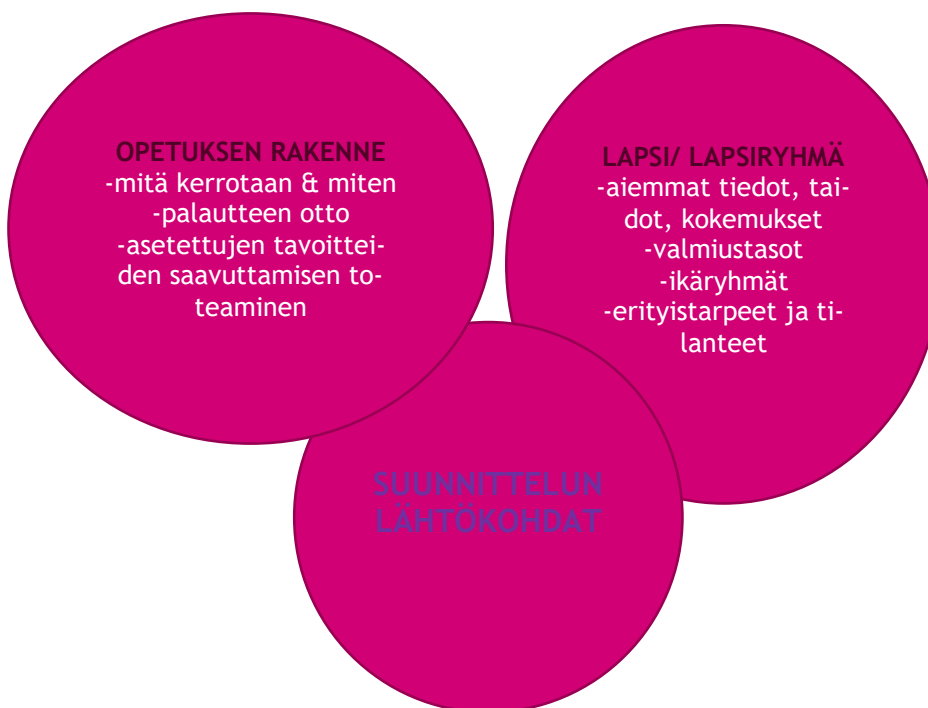 OPETUKSEN RAKENNE
-mitä kerrotaan & miten
-palautteen otto
-asetettujen tavoittei-
den saavuttamisen to-
teaminen
LAPSI/ LAPSIRYHMÄ
-aiemmat tiedot, tai-
dot, kokemukset
-valmiustasot
-ikäryhmät
-erityistarpeet ja ti-
lanteet
SUUNNITTELUN
LÄHTÖKOHDAT